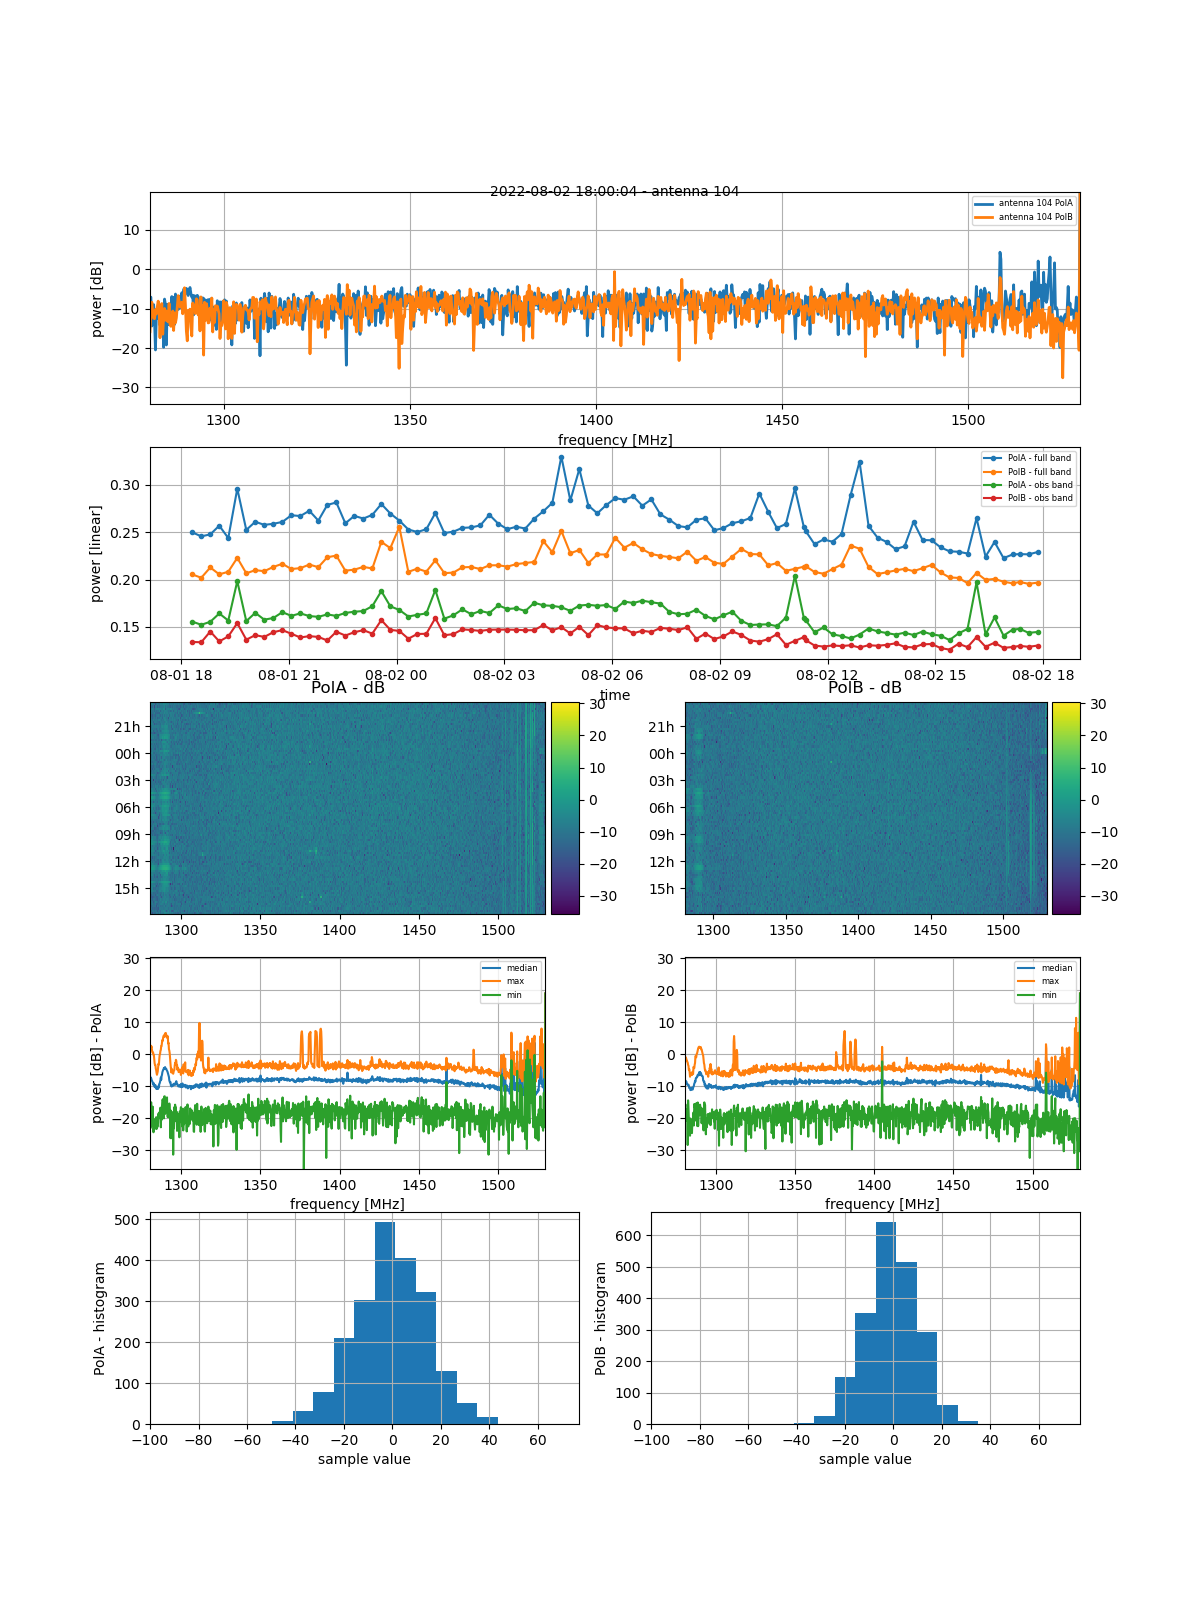 2022-08-02 18:00:04 - antenna 104
antenna 104 PolA
antenna 104 PolB
power [dB]
10
0
−10
−20
−30
1300 1350 1400 1450 1500
frequency [MHz]
PolA - full band
PolB - full band
PolA - obs band
PolB - obs band
power [linear]
0.30
0.25
0.20
0.15
08-01 18 08-01 21 08-02 00 08-02 03 08-02 06 08-02 09 08-02 12 08-02 15 08-02 18
time
PolA - dB
21h
00h
03h
06h
09h
12h
15h
1300 1350 1400 1450 1500
30
20
10
0
−10
−20
−30
PolB - dB
21h
00h
03h
06h
09h
12h
15h
1300 1350 1400 1450 1500
30
20
10
0
−10
−20
−30
power [dB] - PolA
30
20
10
0
−10
−20
−30
median
max
min
1300 1350 1400 1450 1500
frequency [MHz]
power [dB] - PolB
30
20
10
0
−10
−20
−30
median
max
min
1300 1350 1400 1450 1500
frequency [MHz]
PolA - histogram
500
400
300
200
100
0
−100 −80 −60 −40 −20 0 20 40 60
sample value
PolB - histogram
600
500
400
300
200
100
0
−100 −80 −60 −40 −20 0 20 40 60
sample value